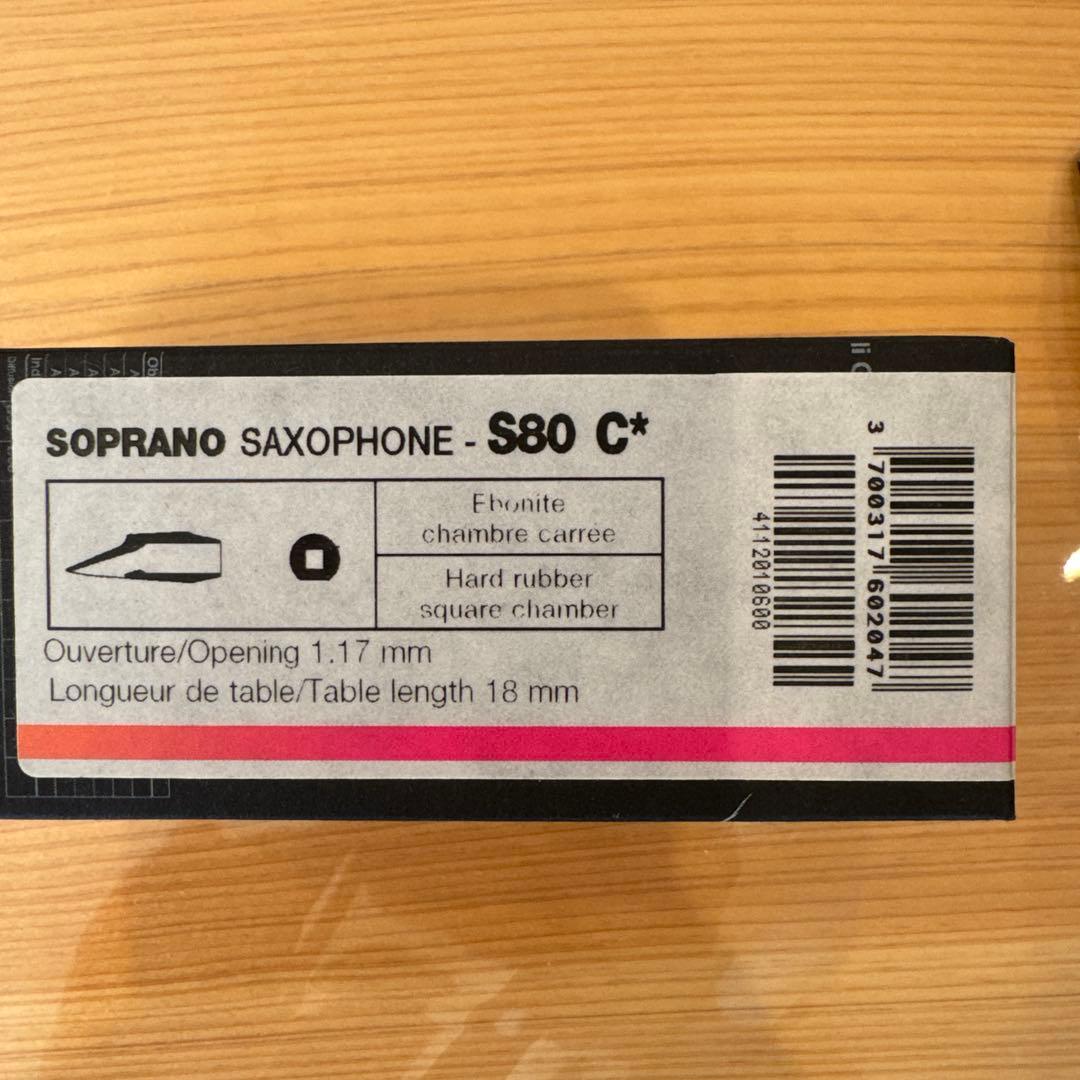 SOPRANO SAXOPHONE - S80 C*
Ebonite
chambre carrée
Hard rubber
square chamber
Ouverture/Opening 1.17 mm
Longueur de table/Table length 18 mm
4112010600
3 700317 602047